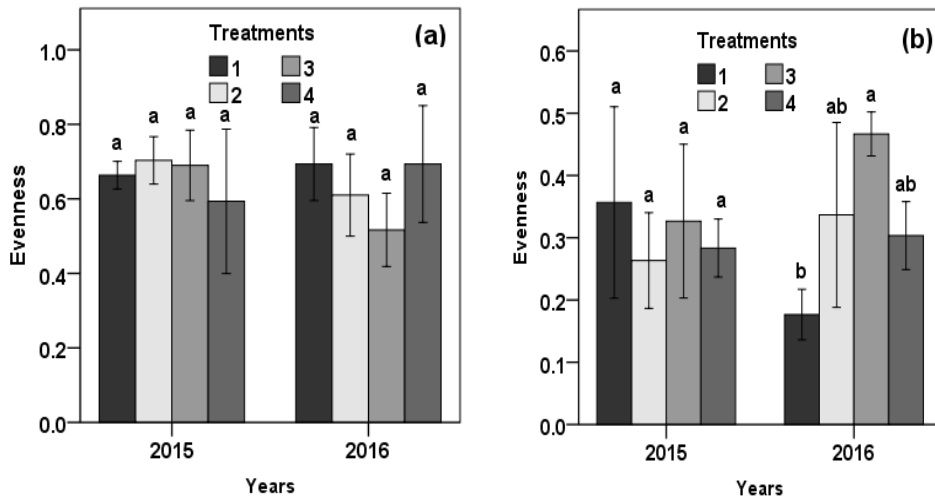 Treatments
(a)
1 3
2 4
1.0
0.8
0.6
0.4
0.2
0.0
Evenness
a a a a
a a a a
2015 2016
Years
Treatments
(b)
1 3
2 4
0.6
0.5
0.4
0.3
0.2
0.1
0.0
Evenness
a a a a
b ab a ab
2015 2016
Years